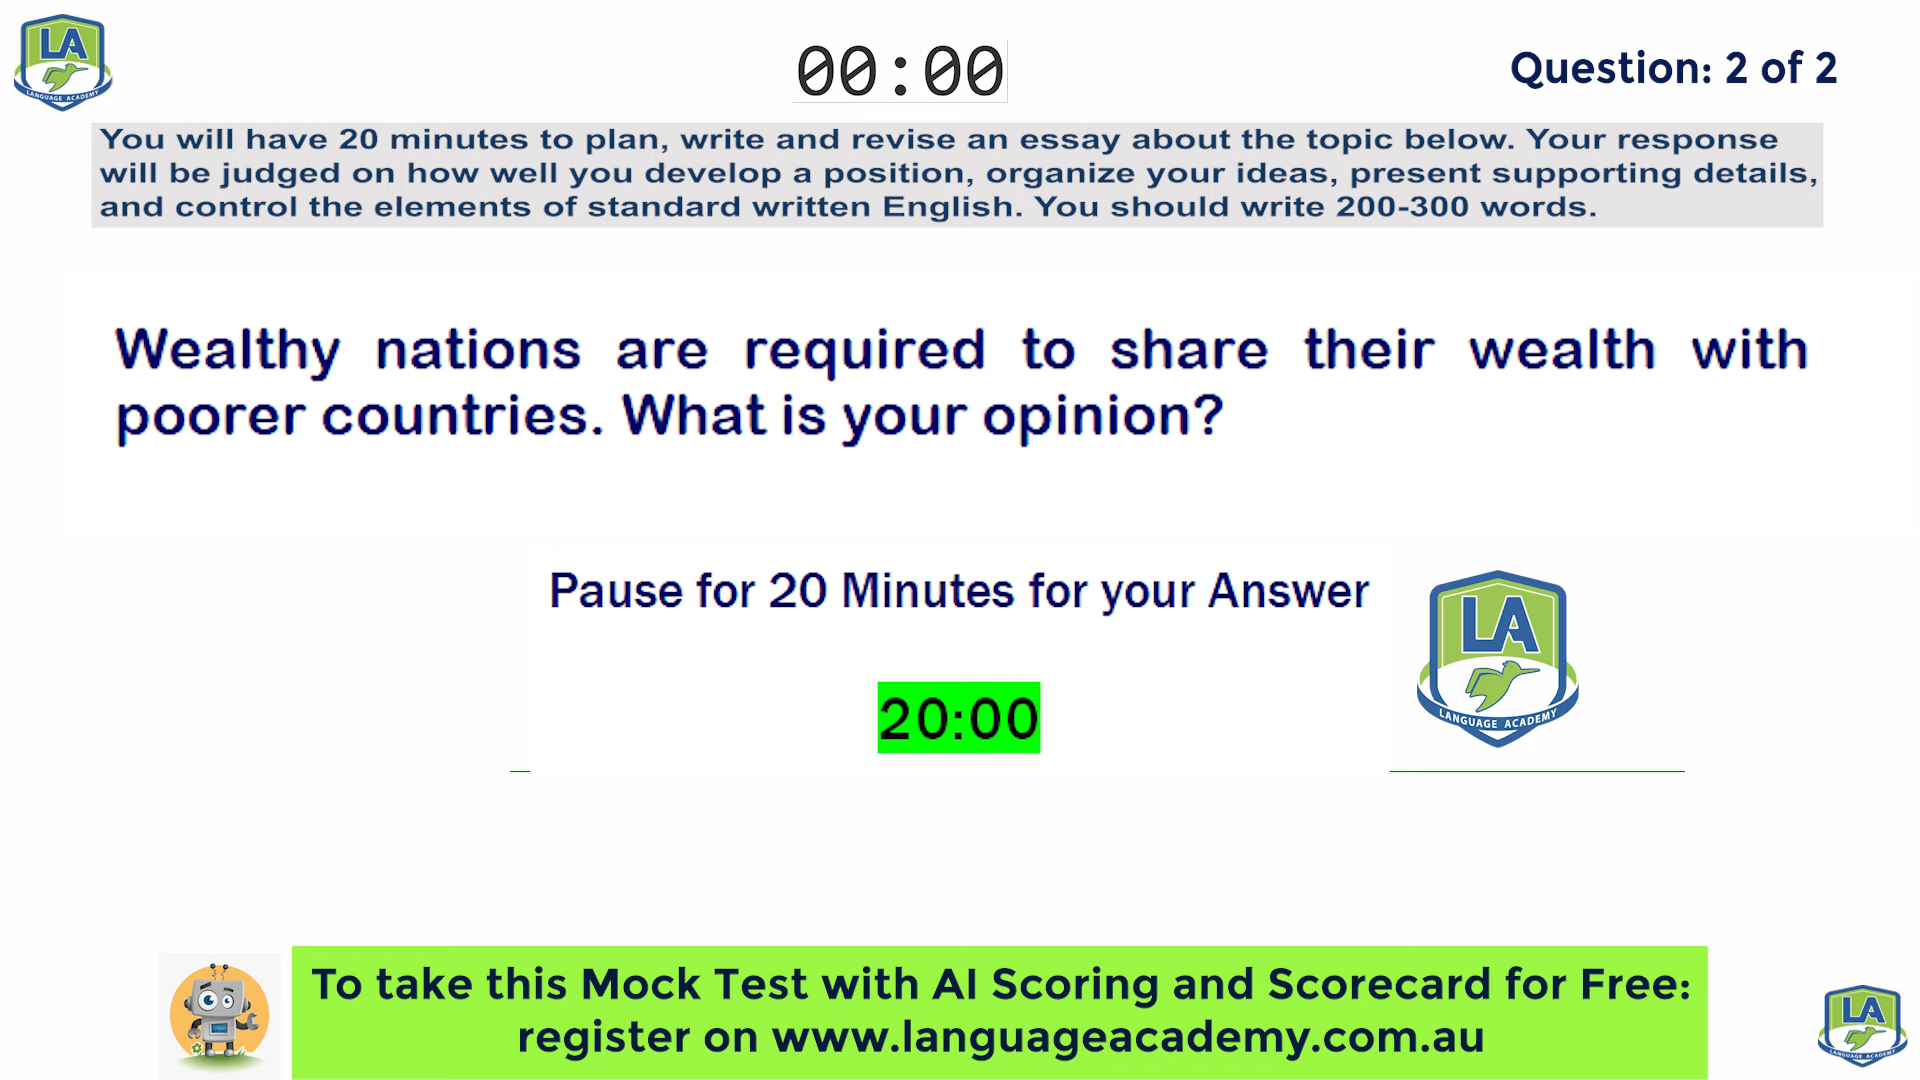 LA
LANGUAGE ACADEMY
00:00
Question: 2 of 2
You will have 20 minutes to plan, write and revise an essay about the topic below. Your response
will be judged on how well you develop a position, organize your ideas, present supporting details,
and control the elements of standard written English. You should write 200-300 words.
Wealthy nations are required to share their wealth with
poorer countries. What is your opinion?
Pause for 20 Minutes for your Answer
LA
LANGUAGE ACADEMY
20:00
To take this Mock Test with AI Scoring and Scorecard for Free:
register on www.languageacademy.com.au
LA
LANGUAGE ACADEMY